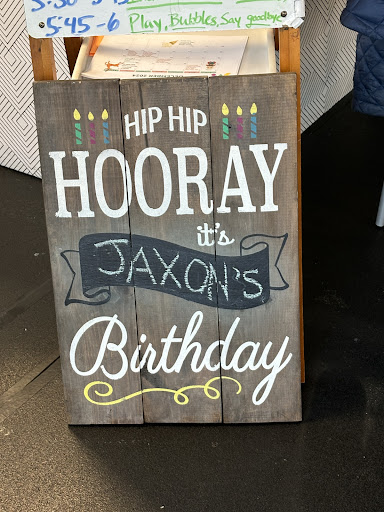 5:45-6 Play, Bubbles, Say goodbye
HIP HIP
HOORAY
it's
JAXON'S
Birthday